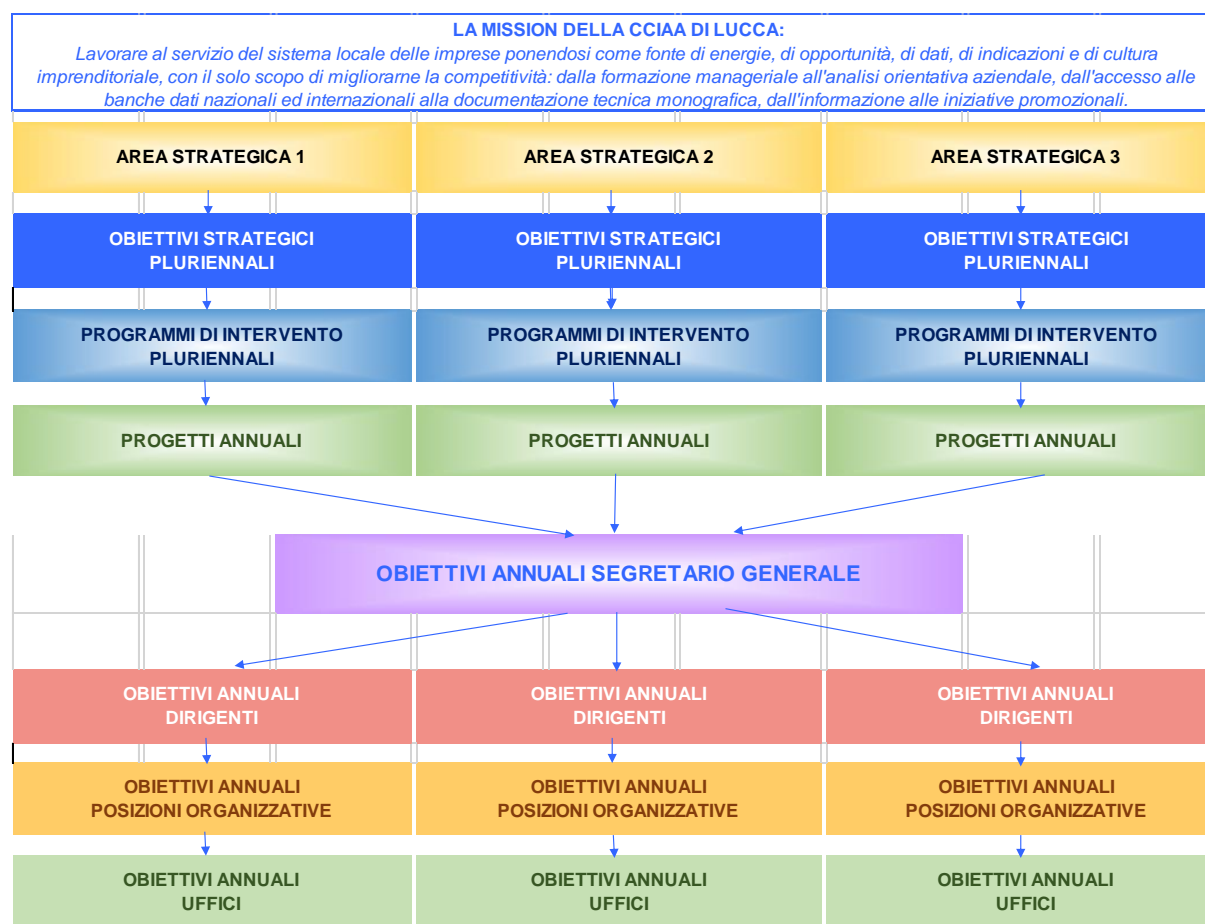 LA MISSION DELLA CCIAA DI LUCCA:
Lavorare al servizio del sistema locale delle imprese ponendosi come fonte di energie, di opportunità, di dati, di indicazioni e di cultura
imprenditoriale, con il solo scopo di migliorarne la competitività: dalla formazione manageriale all'analisi orientativa aziendale, dall'accesso alle
banche dati nazionali ed internazionali alla documentazione tecnica monografica, dall'informazione alle iniziative promozionali.
AREA STRATEGICA 1
AREA STRATEGICA 2
AREA STRATEGICA 3
OBIETTIVI STRATEGICI
PLURIENNALI
OBIETTIVI STRATEGICI
PLURIENNALI
OBIETTIVI STRATEGICI
PLURIENNALI
PROGRAMMI DI INTERVENTO
PLURIENNALI
PROGRAMMI DI INTERVENTO
PLURIENNALI
PROGRAMMI DI INTERVENTO
PLURIENNALI
PROGETTI ANNUALI
PROGETTI ANNUALI
PROGETTI ANNUALI
OBIETTIVI ANNUALI SEGRETARIO GENERALE
OBIETTIVI ANNUALI
DIRIGENTI
OBIETTIVI ANNUALI
DIRIGENTI
OBIETTIVI ANNUALI
DIRIGENTI
OBIETTIVI ANNUALI
POSIZIONI ORGANIZZATIVE
OBIETTIVI ANNUALI
POSIZIONI ORGANIZZATIVE
OBIETTIVI ANNUALI
POSIZIONI ORGANIZZATIVE
OBIETTIVI ANNUALI
UFFICI
OBIETTIVI ANNUALI
UFFICI
OBIETTIVI ANNUALI
UFFICI